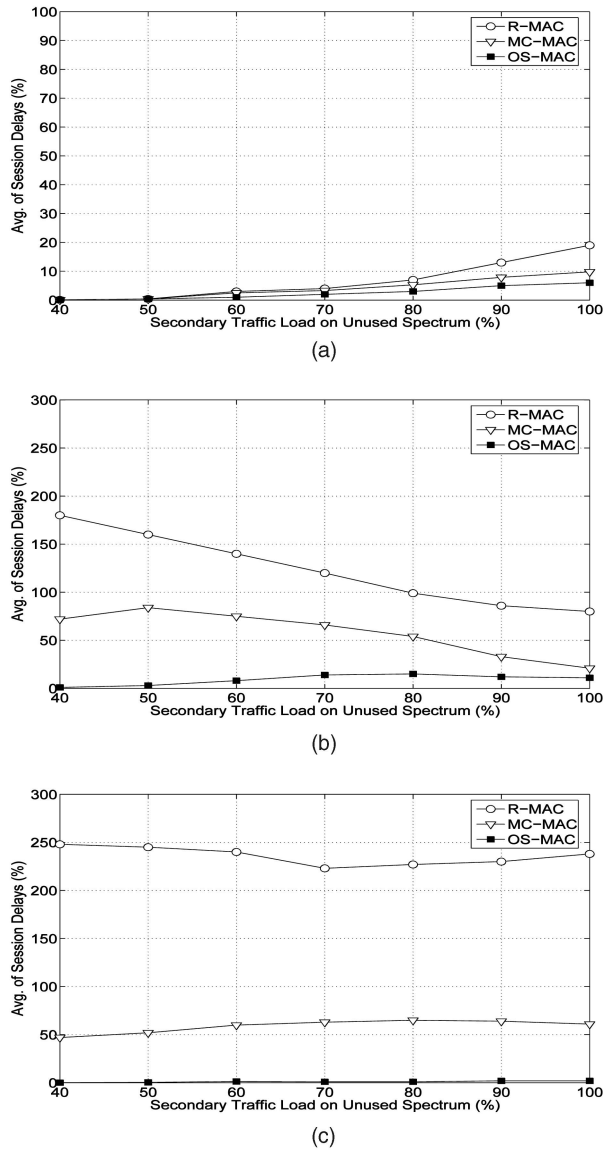 100
90
80
70
60
50
40
30
20
10
0
Avg. of Session Delays (%)
R-MAC
MC-MAC
OS-MAC
40 50 60 70 80 90 100
Secondary Traffic Load on Unused Spectrum (%)
(a)
300
250
200
150
100
50
0
Avg. of Session Delays (%)
R-MAC
MC-MAC
OS-MAC
40 50 60 70 80 90 100
Secondary Traffic Load on Unused Spectrum (%)
(b)
300
250
200
150
100
50
0
Avg. of Session Delays (%)
R-MAC
MC-MAC
OS-MAC
40 50 60 70 80 90 100
Secondary Traffic Load on Unused Spectrum (%)
(c)